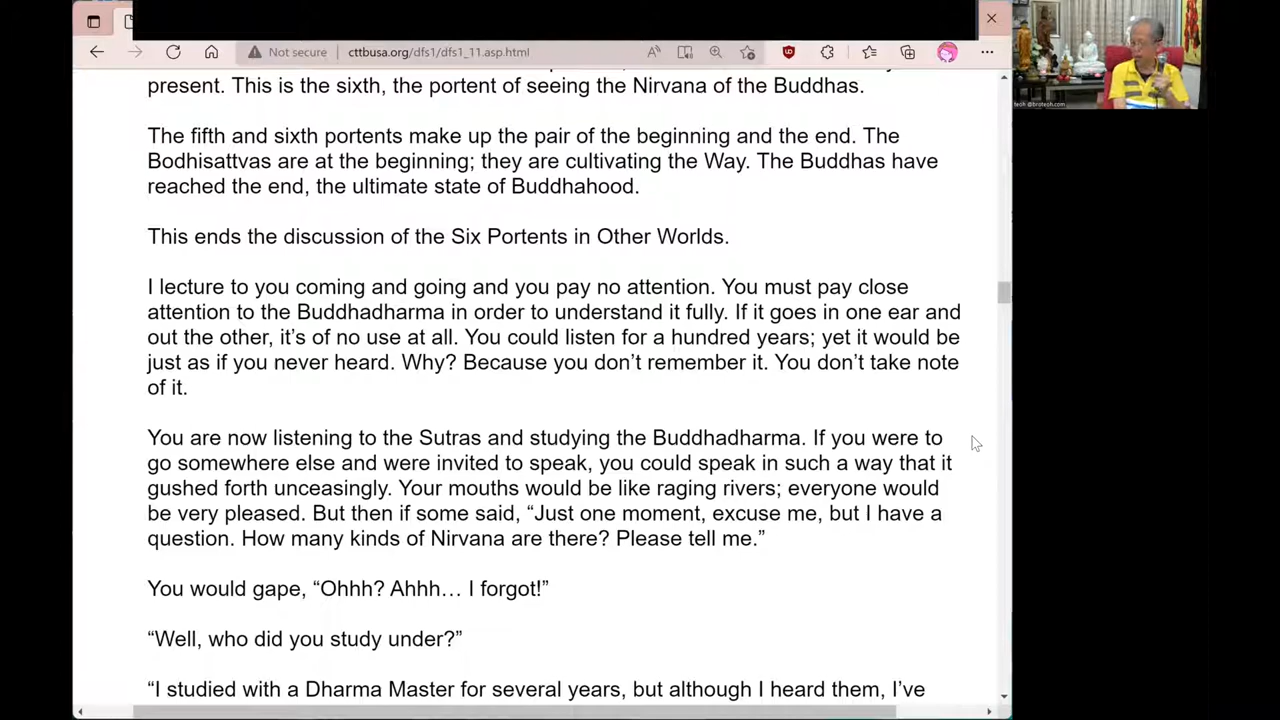 Not secure
cttbusa.org/dfs1/dfs1_11.asp.html
present. This is the sixth, the portent of seeing the Nirvana of the Buddhas.
The fifth and sixth portents make up the pair of the beginning and the end. The
Bodhisattvas are at the beginning; they are cultivating the Way. The Buddhas have
reached the end, the ultimate state of Buddhahood.
This ends the discussion of the Six Portents in Other Worlds.
I lecture to you coming and going and you pay no attention. You must pay close
attention to the Buddhadharma in order to understand it fully. If it goes in one ear and
out the other, it’s of no use at all. You could listen for a hundred years; yet it would be
just as if you never heard. Why? Because you don’t remember it. You don’t take note
of it.
You are now listening to the Sutras and studying the Buddhadharma. If you were to
go somewhere else and were invited to speak, you could speak in such a way that it
gushed forth unceasingly. Your mouths would be like raging rivers; everyone would
be very pleased. But then if some said, “Just one moment, excuse me, but I have a
question. How many kinds of Nirvana are there? Please tell me.”
You would gape, “Ohhh? Ahhh… I forgot!”
“Well, who did you study under?”
“I studied with a Dharma Master for several years, but although I heard them, I’ve